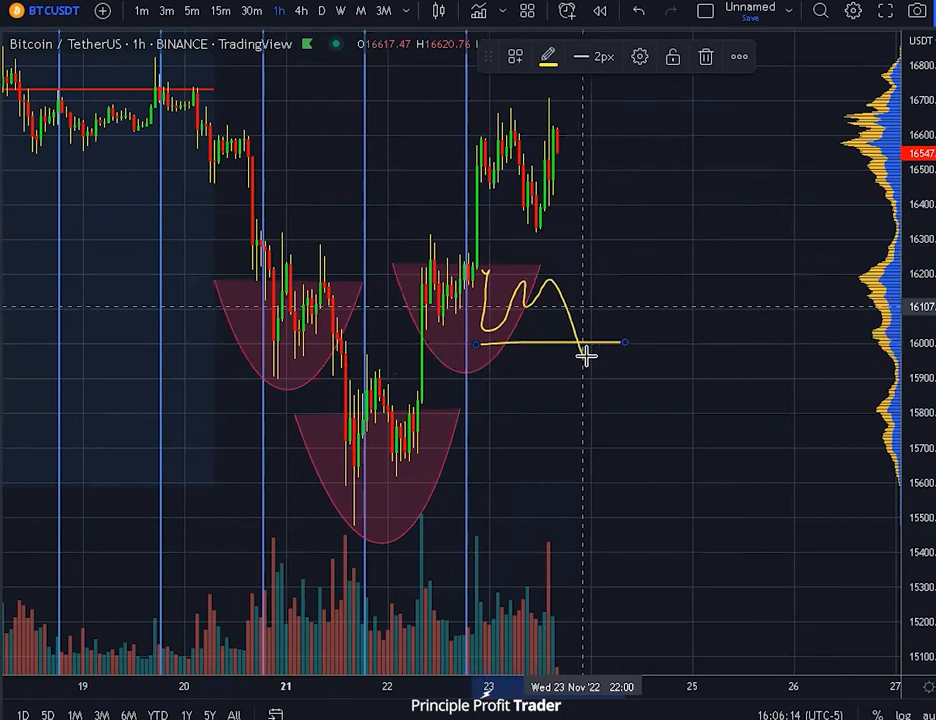 BTCUSDT 1m 3m 5m 15m 30m 1h 4h D W M 3M Unnamed
Save
Bitcoin / TetherUS · 1h · BINANCE · TradingView O16617.47 H16620.76
2px
USDT
16800.
16700.
16600.
16547.
16500.
16400.
16300.
16200.
16107.
16000.
15900.
15800.
15700.
15600.
15500.
15400.
15300.
15200.
15100.
19 20 21 22 23 Wed 23 Nov '22 22:00 25 26 27
Principle Profit Trader
1D 5D 1M 3M 6M YTD 1Y 5Y All 16:06:14 (UTC-5) % log au